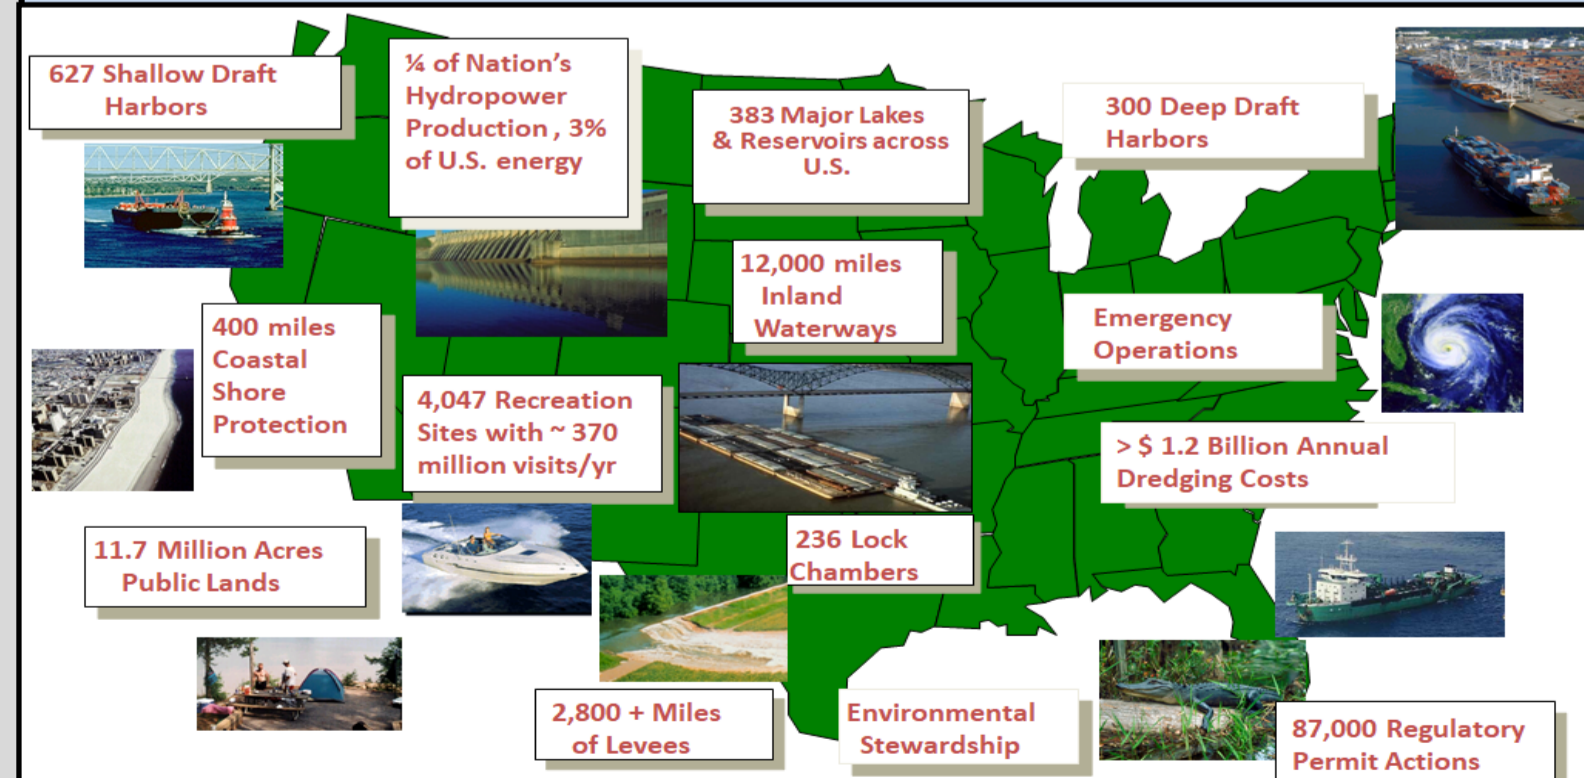 627 Shallow Draft
Harbors
¼ of Nation’s
Hydropower
Production , 3%
of U.S. energy
383 Major Lakes
& Reservoirs across
U.S.
300 Deep Draft
Harbors
12,000 miles
Inland
Waterways
400 miles
Coastal
Shore
Protection
Emergency
Operations
4,047 Recreation
Sites with ~ 370
million visits/yr
> $ 1.2 Billion Annual
Dredging Costs
11.7 Million Acres
Public Lands
236 Lock
Chambers
2,800 + Miles
of Levees
Environmental
Stewardship
87,000 Regulatory
Permit Actions